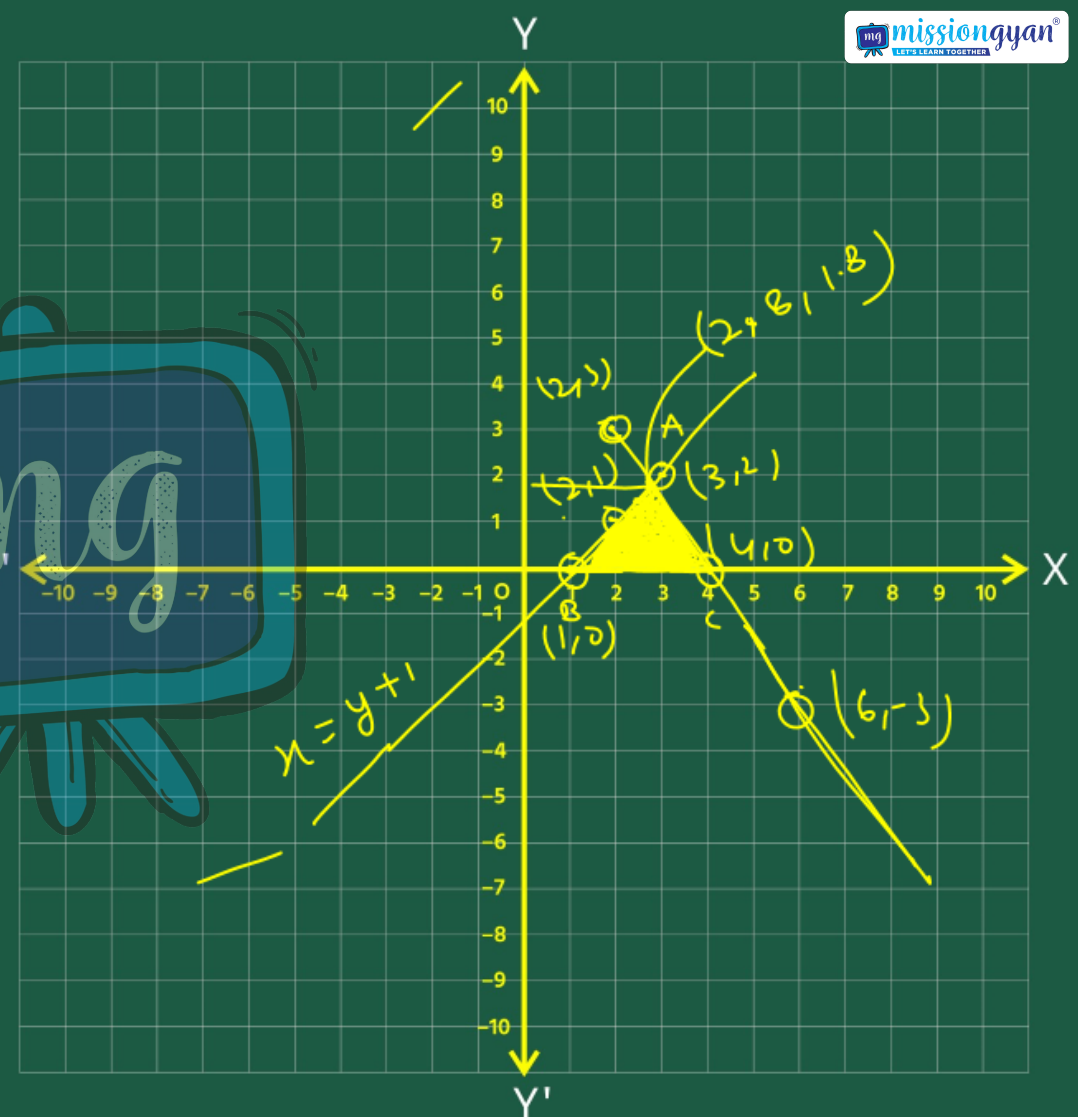 Y
mg missiongyan®
LET'S LEARN TOGETHER
10
9
8
7
6
5
4
3
2
1
(2.8, 1.8)
(2,3)
A
(2,1)
(3,2)
(4,0)
X
-10 -9 -8 -7 -6 -5 -4 -3 -2 -1 O 2 3 4 5 6 7 8 9 10
B
C
(1,0)
x = y+1
(6,-3)
-1
-2
-3
-4
-5
-6
-7
-8
-9
-10
Y'
mg